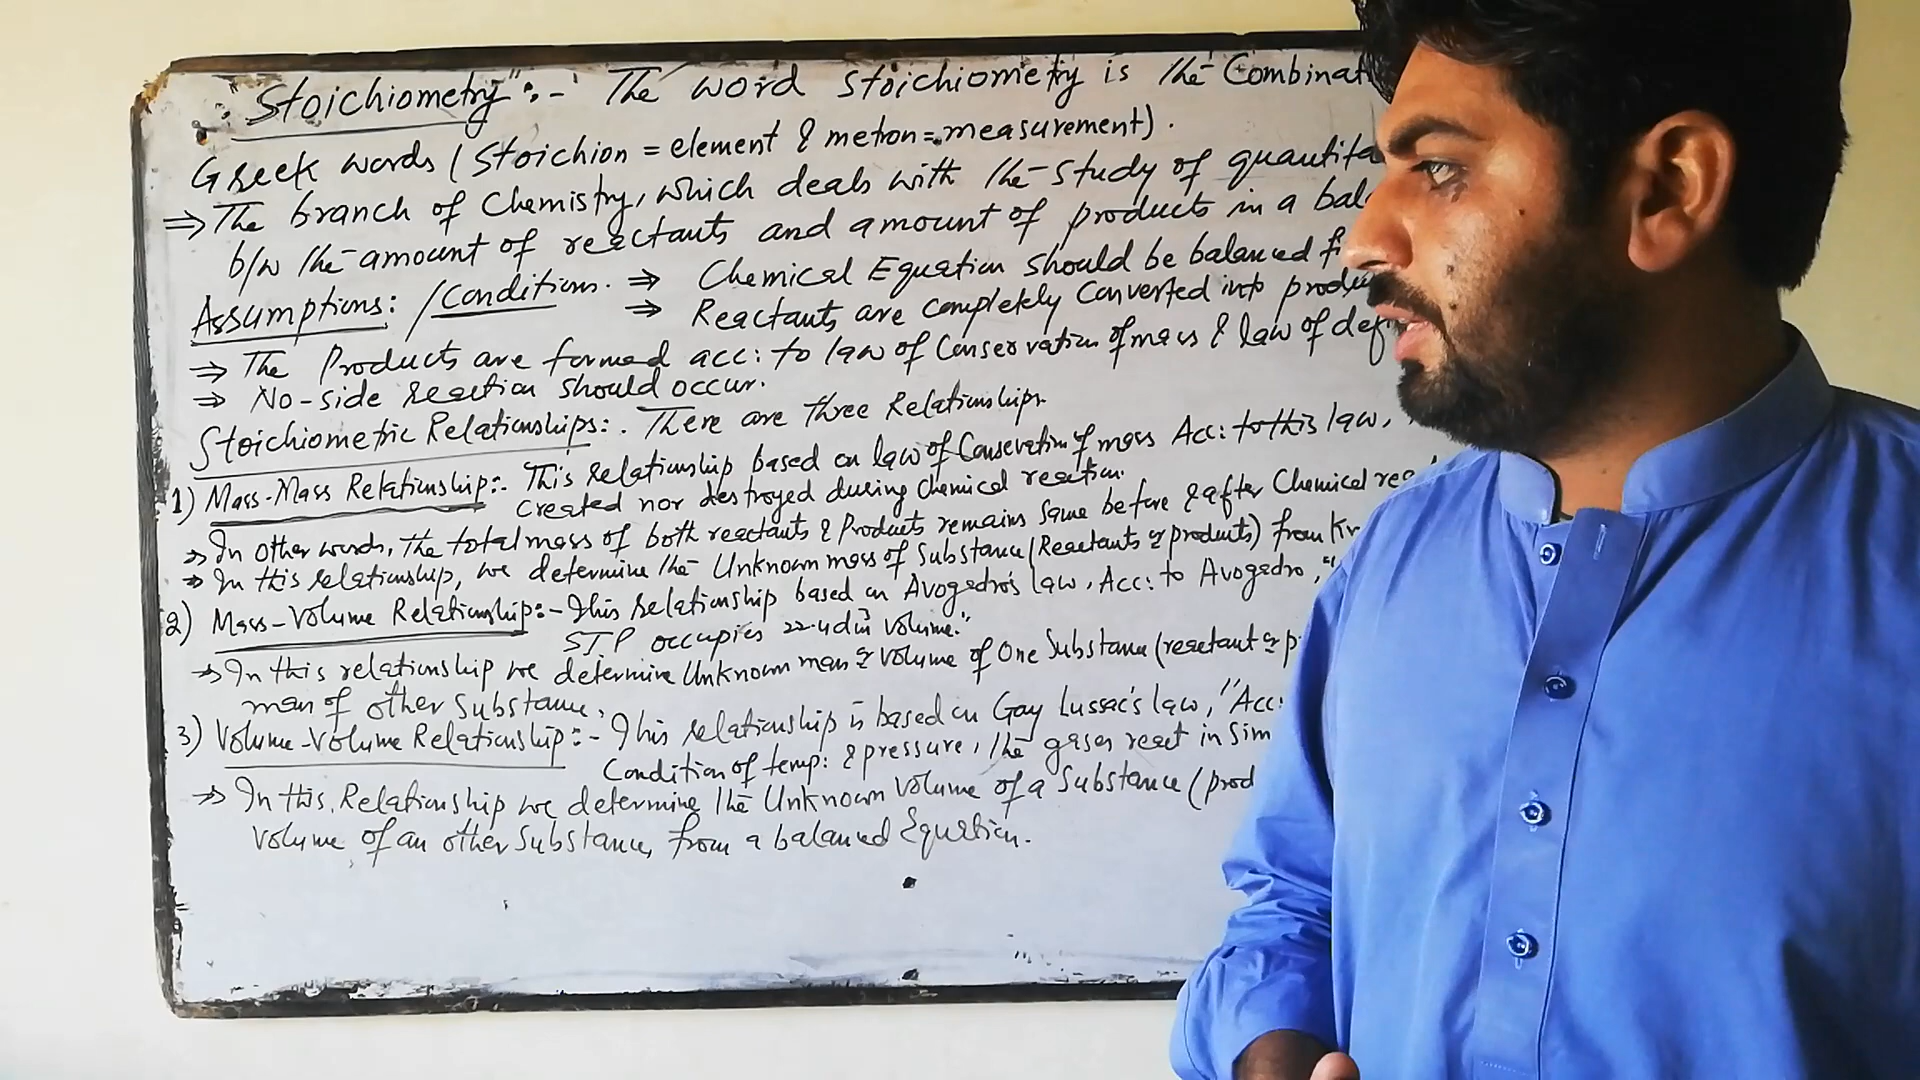 "Stoichiometry":- The word Stoichiometry is the Combinat
Greek words (Stoichion = element & metron = measurement).
⇒ The branch of Chemistry, which deals with the study of quantita
b/w the amount of reactants and amount of products in a bal
Assumptions: /Conditions. ⇒ Chemical Equation should be balanced f
⇒ Reactants are completely Converted into produ
⇒ The Products are formed acc: to law of Conservation of mass & law of def
⇒ No-side reaction should occur.
Stoichiometric Relationships:. There are three Relationships.
1) Mass-Mass Relationship:- This relationship based on law of Conservation of mass Acc: to this law,
created nor destroyed during chemical reaction.
⇒ In other words, The total mass of both reactants & Products remains same before & after Chemical rea
⇒ In this relationship, we determine the Unknown mass of Substance (Reactants or products) from Kn
2) Mass-Volume Relationship:- This relationship based on Avogadro's law, Acc: to Avogadro, "
STP occupies 22.4dm³ volume."
⇒ In this relationship we determine Unknown mass or volume of One Substance (reactant or p
mass of other Substance.
3) Volume-Volume Relationship:- This relationship is based on Gay Lussac's law, "Acc:
Condition of temp: & pressure, the gases react in Sim
⇒ In this Relationship we determine the Unknown Volume of a Substance (prod
Volume of an other Substance, from a balanced Equation.